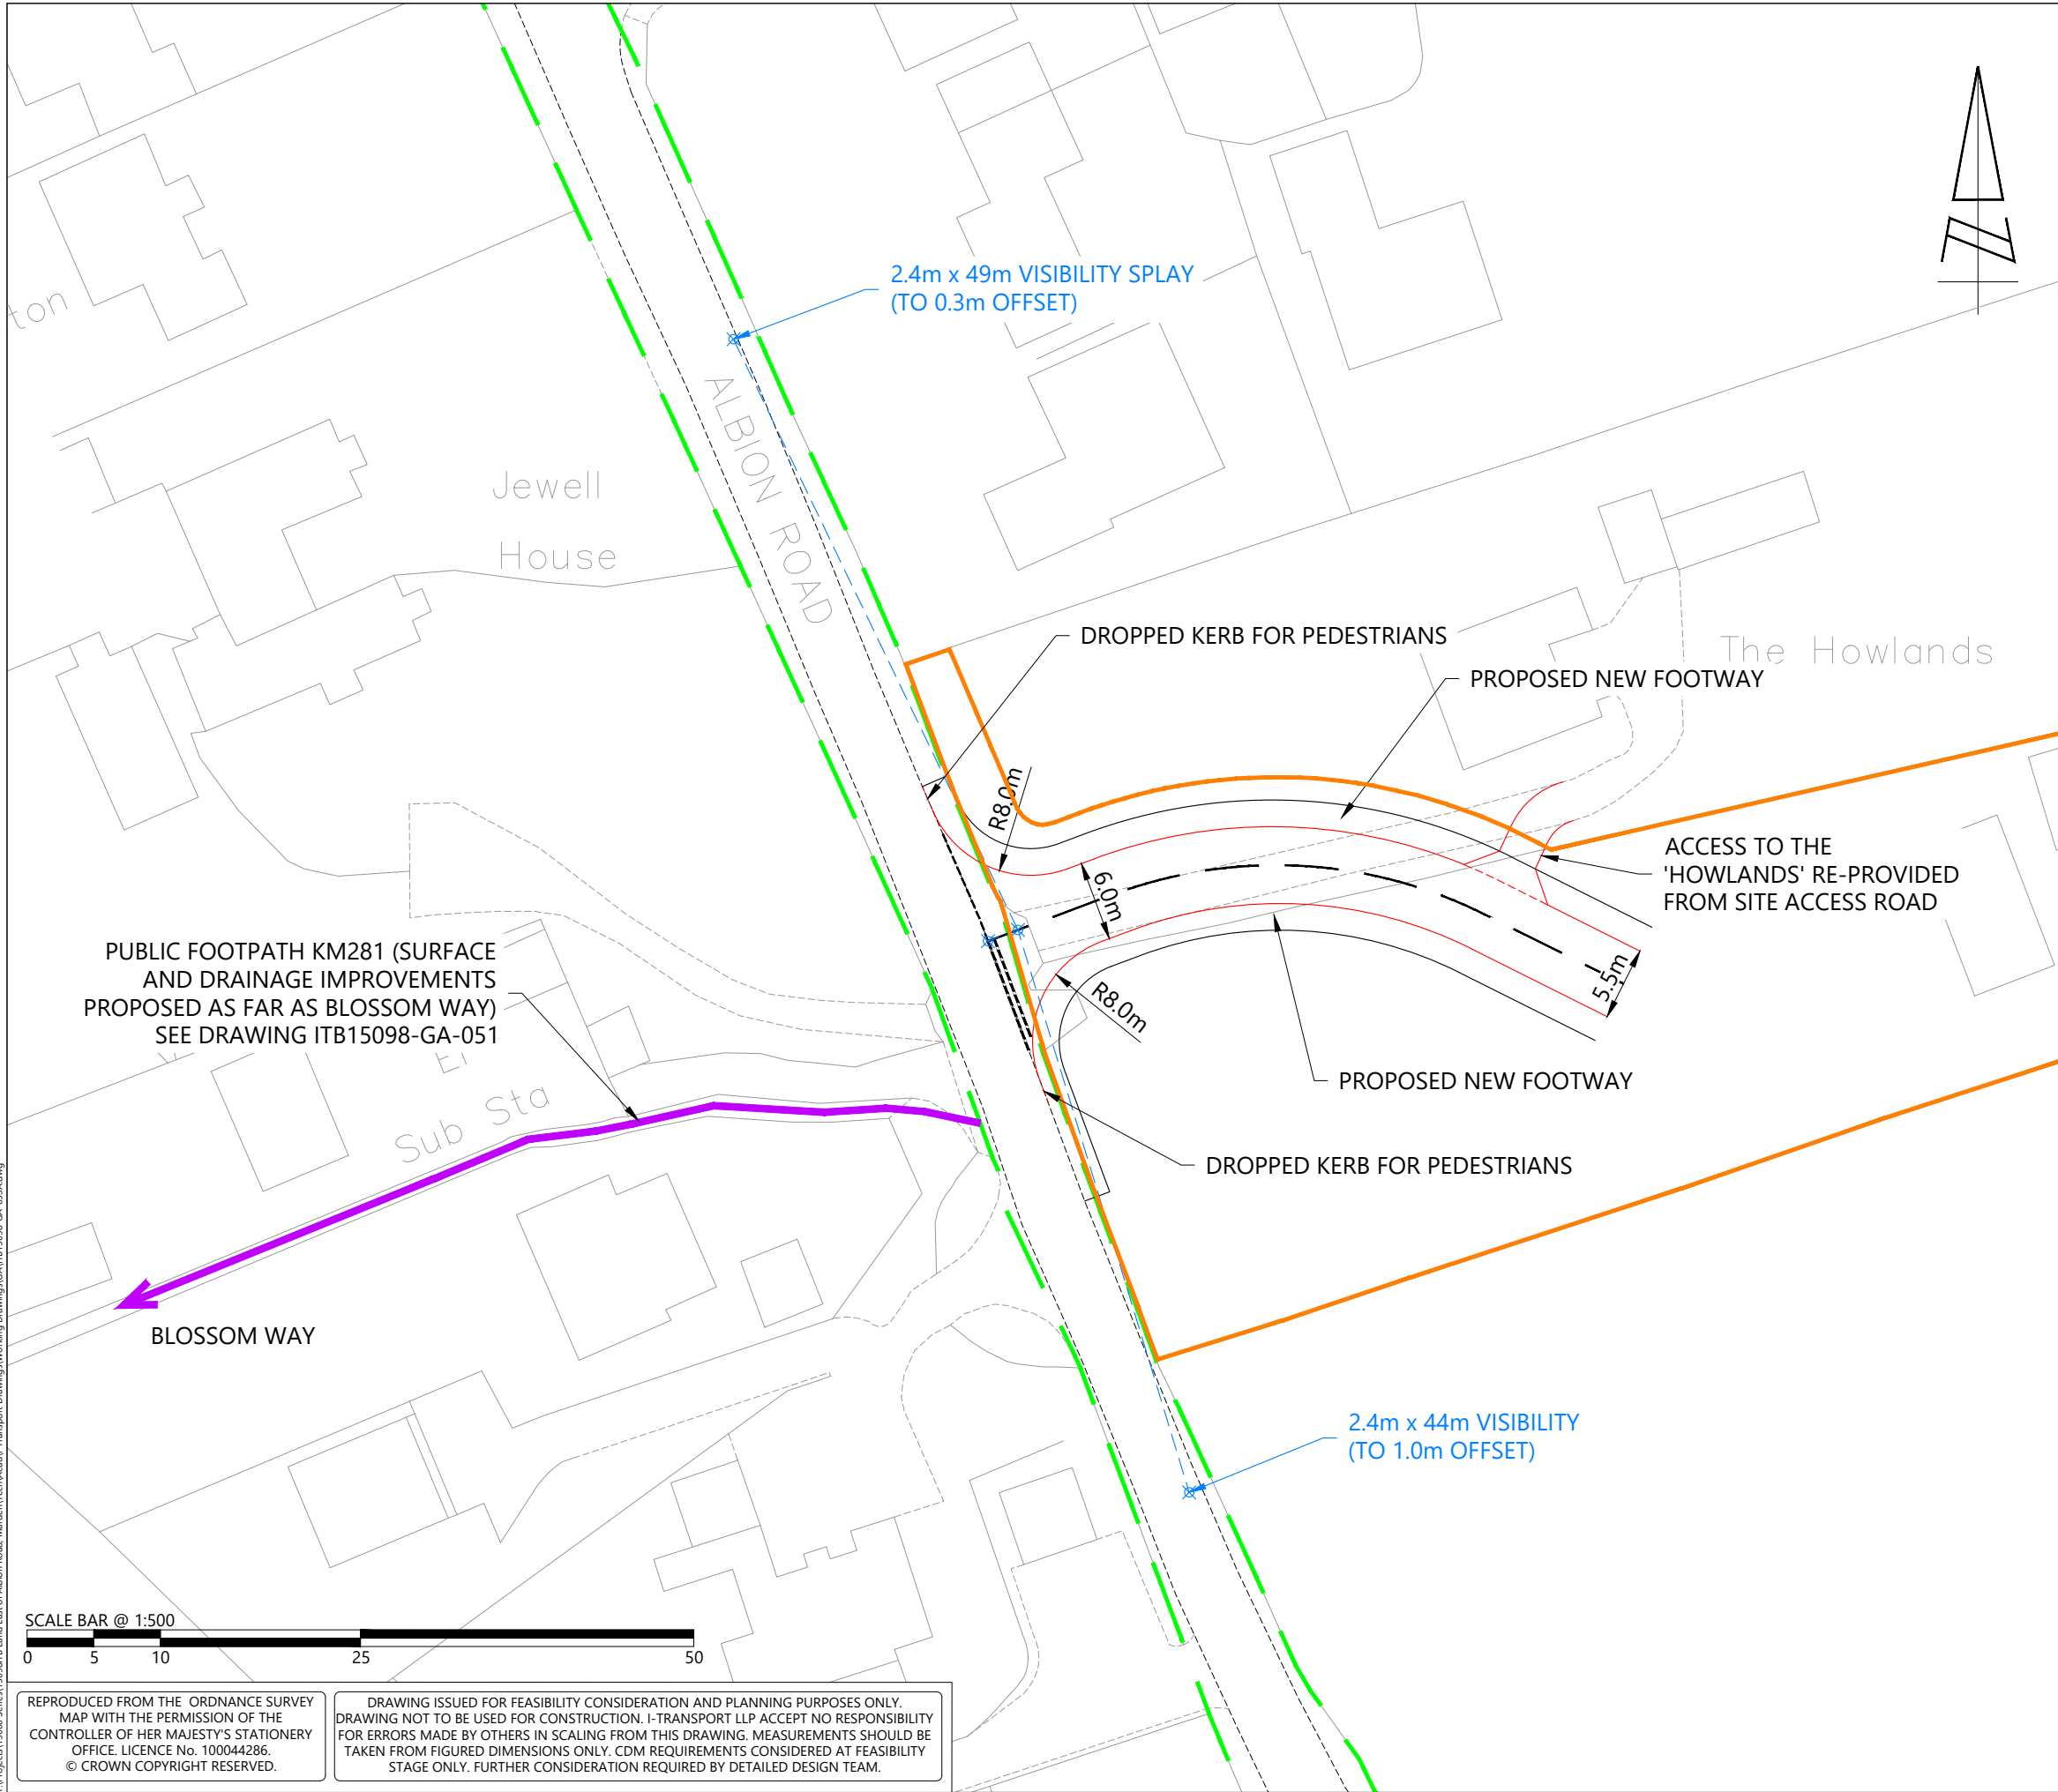 2.4m x 49m VISIBILITY SPLAY
(TO 0.3m OFFSET)
ton
ALBION ROAD
Jewell
House
DROPPED KERB FOR PEDESTRIANS
The Howlands
PROPOSED NEW FOOTWAY
R8.0m
6.0m
ACCESS TO THE
'HOWLANDS' RE-PROVIDED
FROM SITE ACCESS ROAD
PUBLIC FOOTPATH KM281 (SURFACE
AND DRAINAGE IMPROVEMENTS
PROPOSED AS FAR AS BLOSSOM WAY)
SEE DRAWING ITB15098-GA-051
5.5m
R8.0m
El
Sub Sta
PROPOSED NEW FOOTWAY
DROPPED KERB FOR PEDESTRIANS
BLOSSOM WAY
2.4m x 44m VISIBILITY
(TO 1.0m OFFSET)
SCALE BAR @ 1:500
0 5 10 25 50
REPRODUCED FROM THE ORDNANCE SURVEY
MAP WITH THE PERMISSION OF THE
CONTROLLER OF HER MAJESTY'S STATIONERY
OFFICE. LICENCE No. 100044286.
© CROWN COPYRIGHT RESERVED.
DRAWING ISSUED FOR FEASIBILITY CONSIDERATION AND PLANNING PURPOSES ONLY.
DRAWING NOT TO BE USED FOR CONSTRUCTION. I-TRANSPORT LLP ACCEPT NO RESPONSIBILITY
FOR ERRORS MADE BY OTHERS IN SCALING FROM THIS DRAWING. MEASUREMENTS SHOULD BE
TAKEN FROM FIGURED DIMENSIONS ONLY. CDM REQUIREMENTS CONSIDERED AT FEASIBILITY
STAGE ONLY. FURTHER CONSIDERATION REQUIRED BY DETAILED DESIGN TEAM.